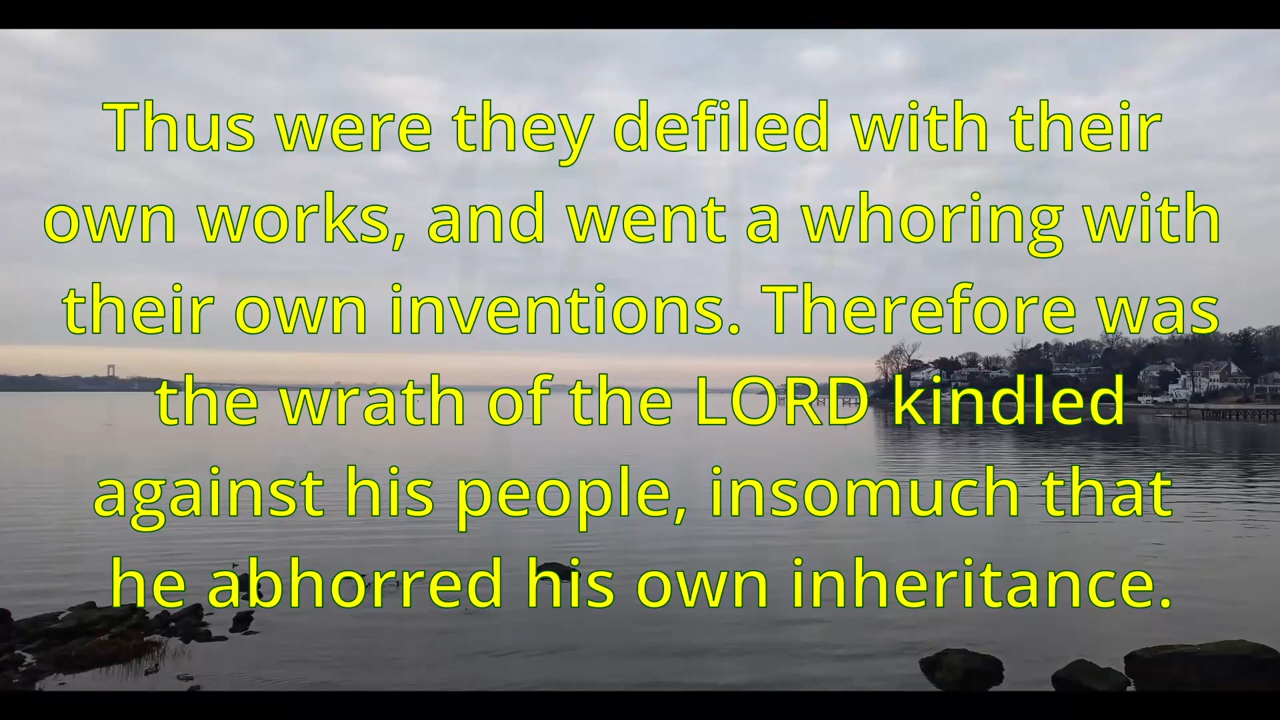 Thus were they defiled with their
own works, and went a whoring with
their own inventions. Therefore was
the wrath of the LORD kindled
against his people, insomuch that
he abhorred his own inheritance.